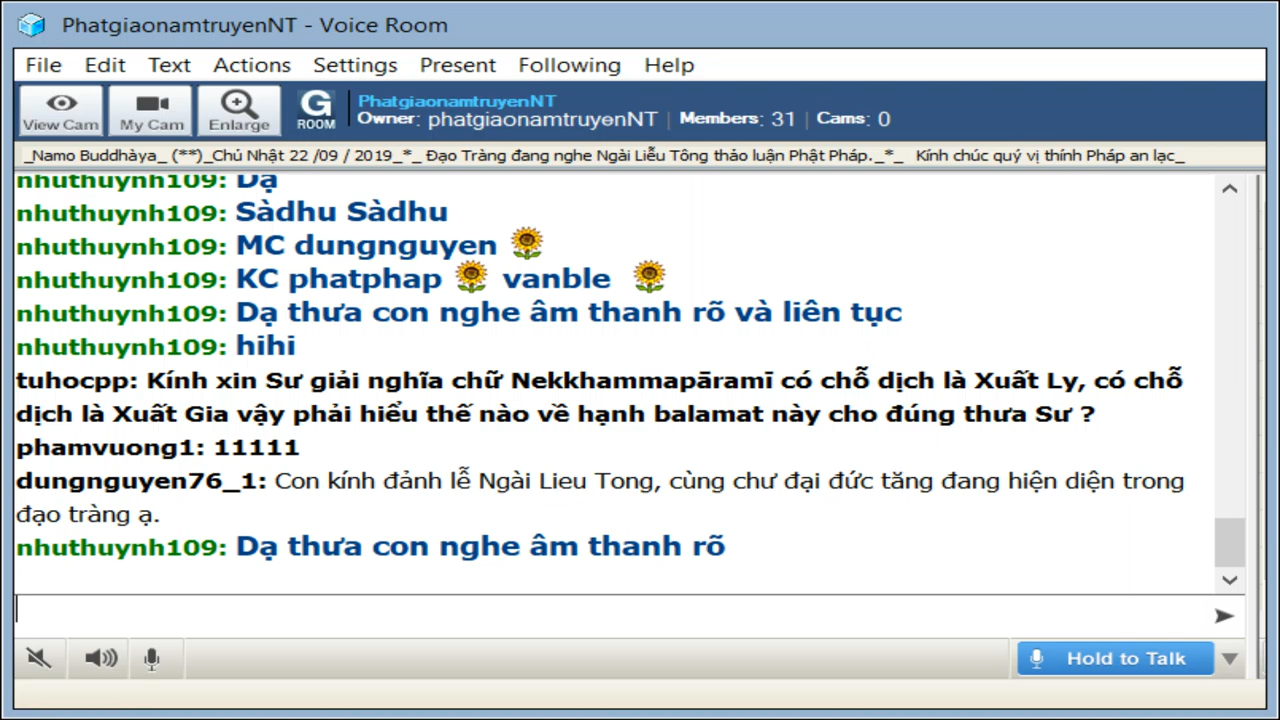 PhatgiaonamtruyenNT - Voice Room
File Edit Text Actions Settings Present Following Help
View Cam My Cam Enlarge G ROOM PhatgiaonamtruyenNT
Owner: phatgiaonamtruyenNT | Members: 31 | Cams: 0
_Namo Buddhàya_ (**)_Chủ Nhật 22 /09 / 2019_*_ Đạo Tràng đang nghe Ngài Liễu Tông thảo luận Phật Pháp._*_ Kính chúc quý vị thính Pháp an lạc_
nhuthuynh109: Dạ
nhuthuynh109: Sàdhu Sàdhu
nhuthuynh109: MC dungnguyen
nhuthuynh109: KC phatphap vanble
nhuthuynh109: Dạ thưa con nghe âm thanh rõ và liên tục
nhuthuynh109: hihi
tuhocpp: Kính xin Sư giải nghĩa chữ Nekkhammapāramī có chỗ dịch là Xuất Ly, có chỗ
dịch là Xuất Gia vậy phải hiểu thế nào về hạnh balamat này cho đúng thưa Sư ?
phamvuong1: 11111
dungnguyen76_1: Con kính đảnh lễ Ngài Lieu Tong, cùng chư đại đức tăng đang hiện diện trong
đạo tràng ạ.
nhuthuynh109: Dạ thưa con nghe âm thanh rõ
Hold to Talk